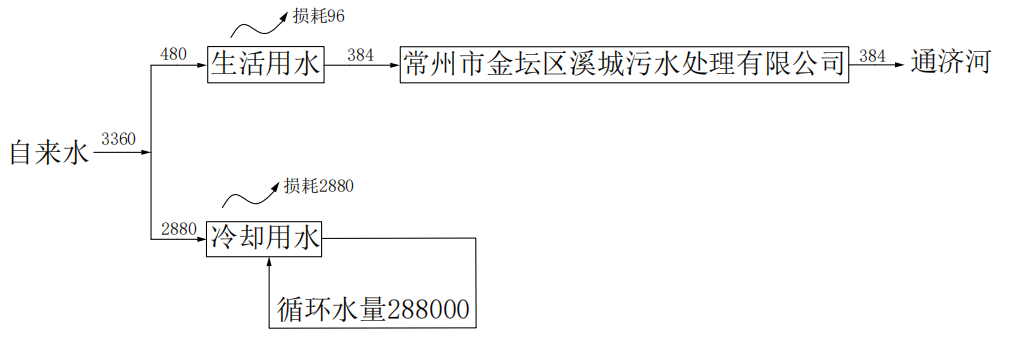 损耗96
480
生活用水
384
常州市金坛区溪城污水处理有限公司
384
通济河
自来水
3360
损耗2880
2880
冷却用水
循环水量288000